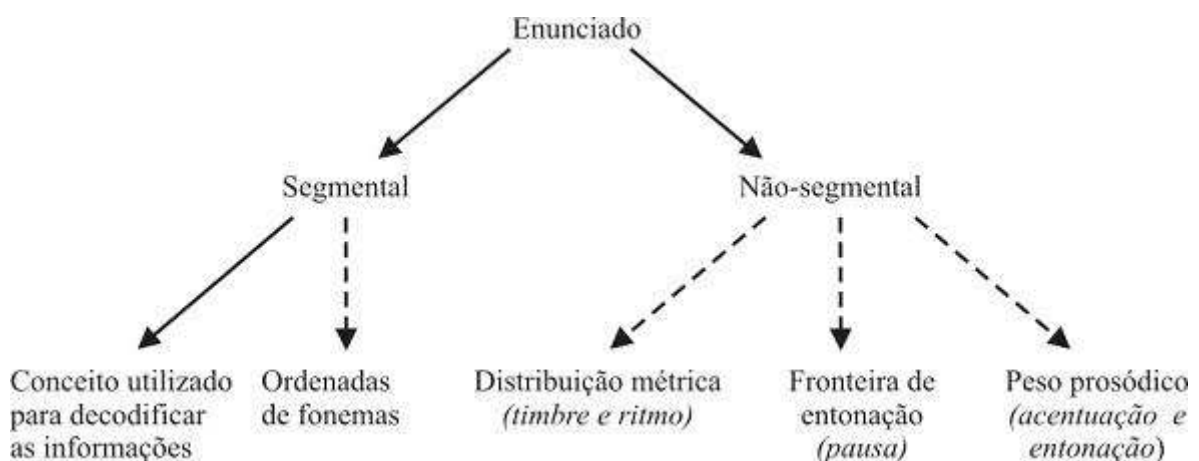 Enunciado
Segmental
Não-segmental
Conceito utilizado
para decodificar
as informações
Ordenadas
de fonemas
Distribuição métrica
(timbre e ritmo)
Fronteira de
entonação
(pausa)
Peso prosódico
(acentuação e
entonação)